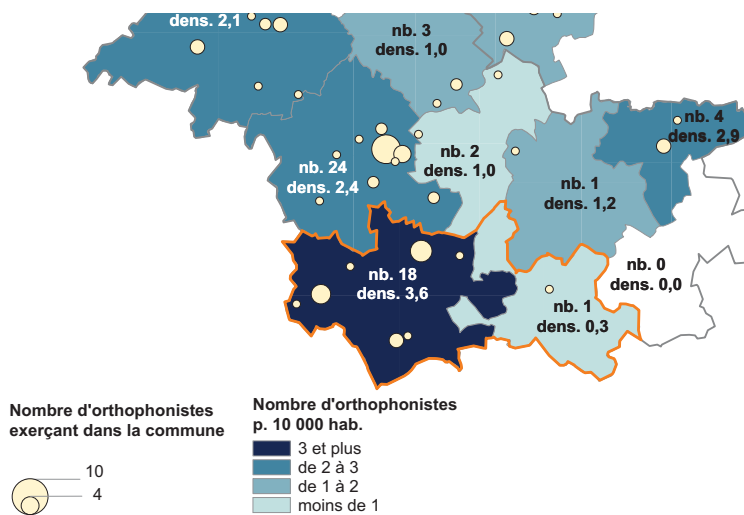 dens. 2,1
nb. 3
dens. 1,0
nb. 4
dens. 2,9
nb. 2
dens. 1,0
nb. 24
dens. 2,4
nb. 1
dens. 1,2
nb. 18
dens. 3,6
nb. 0
dens. 0,0
nb. 1
dens. 0,3
Nombre d'orthophonistes
exerçant dans la commune
10
4
Nombre d'orthophonistes
p. 10 000 hab.
3 et plus
de 2 à 3
de 1 à 2
moins de 1